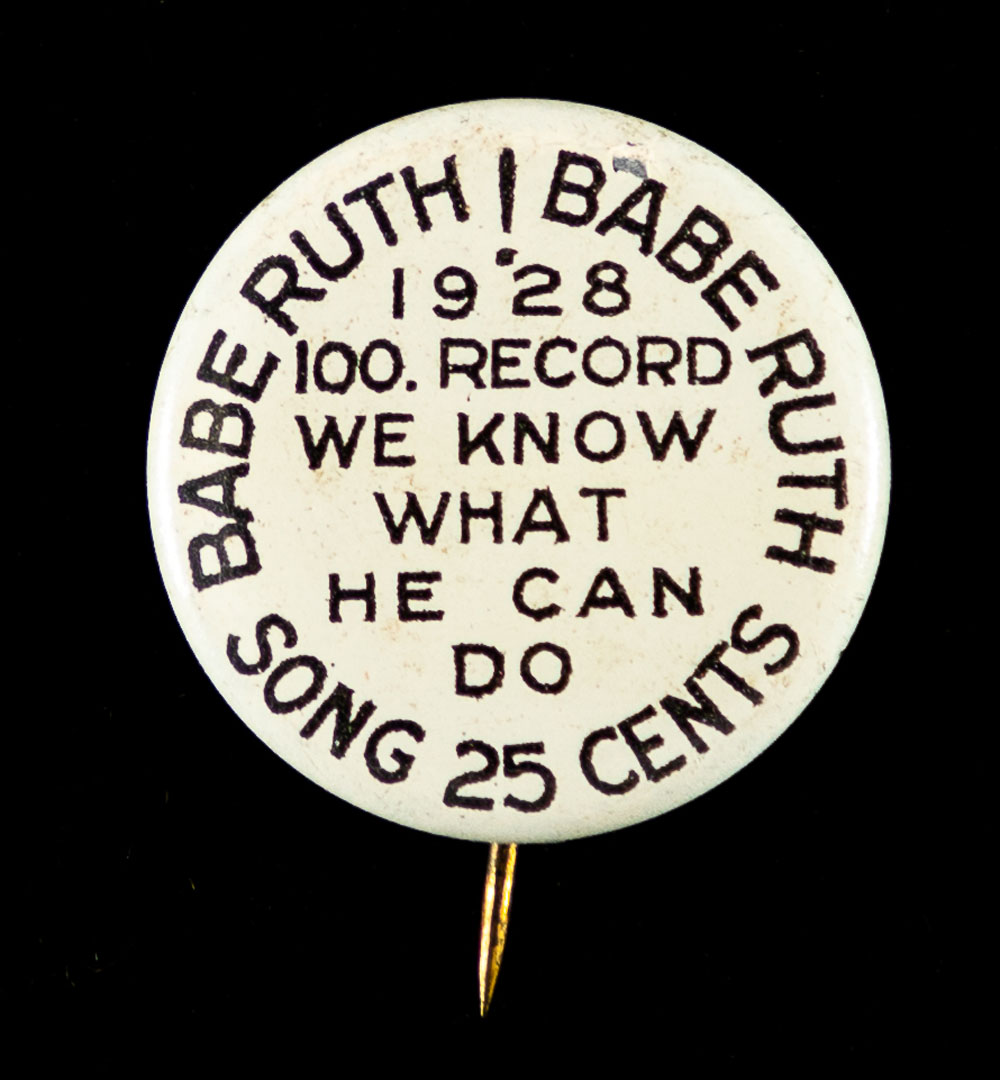 BABE RUTH! BABE RUTH
1928
100. RECORD
WE KNOW
WHAT
HE CAN
DO
SONG 25 CENTS